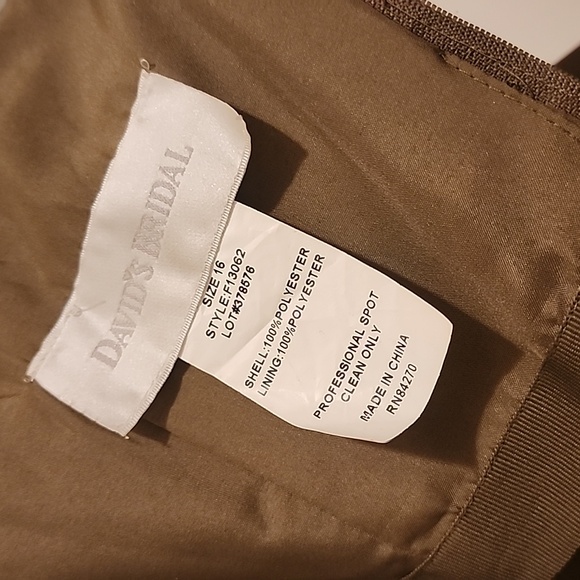 DAVID'S BRIDAL
SIZE 16
STYLE:F13062
LOT#378576
SHELL:100%POLYESTER
LINING:100%POLYESTER
PROFESSIONAL SPOT
CLEAN ONLY
MADE IN CHINA
RN84270